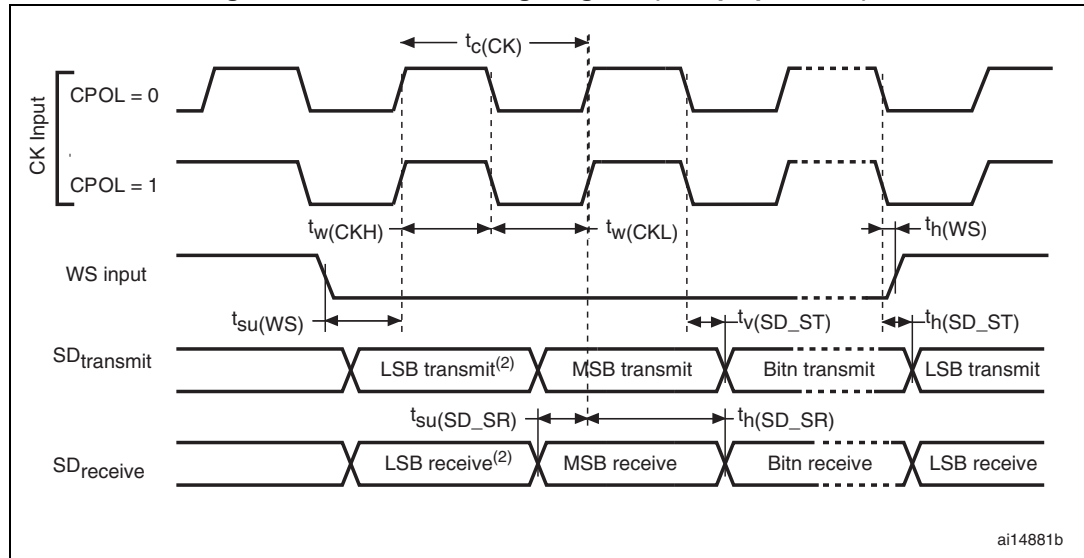 tc(CK)
CK Input
CPOL = 0
CPOL = 1
tw(CKH)
tw(CKL)
th(WS)
WS input
tsu(WS)
tv(SD_ST)
th(SD_ST)
SDtransmit
LSB transmit(2)
MSB transmit
Bitn transmit
LSB transmit
tsu(SD_SR)
th(SD_SR)
SDreceive
LSB receive(2)
MSB receive
Bitn receive
LSB receive
ai14881b